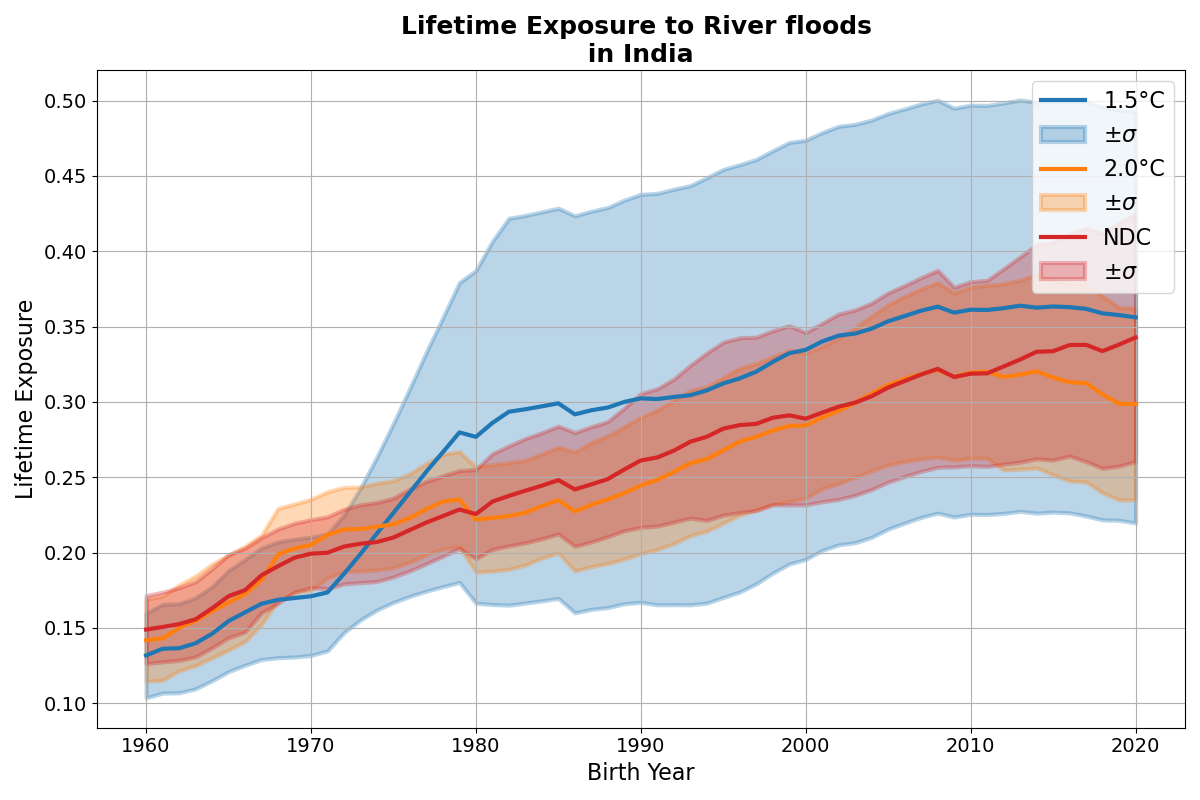 Lifetime Exposure to River floods
in India
Lifetime Exposure
0.50
0.45
0.40
0.35
0.30
0.25
0.20
0.15
0.10
1.5°C
±σ
2.0°C
±σ
NDC
±σ
1960 1970 1980 1990 2000 2010 2020
Birth Year